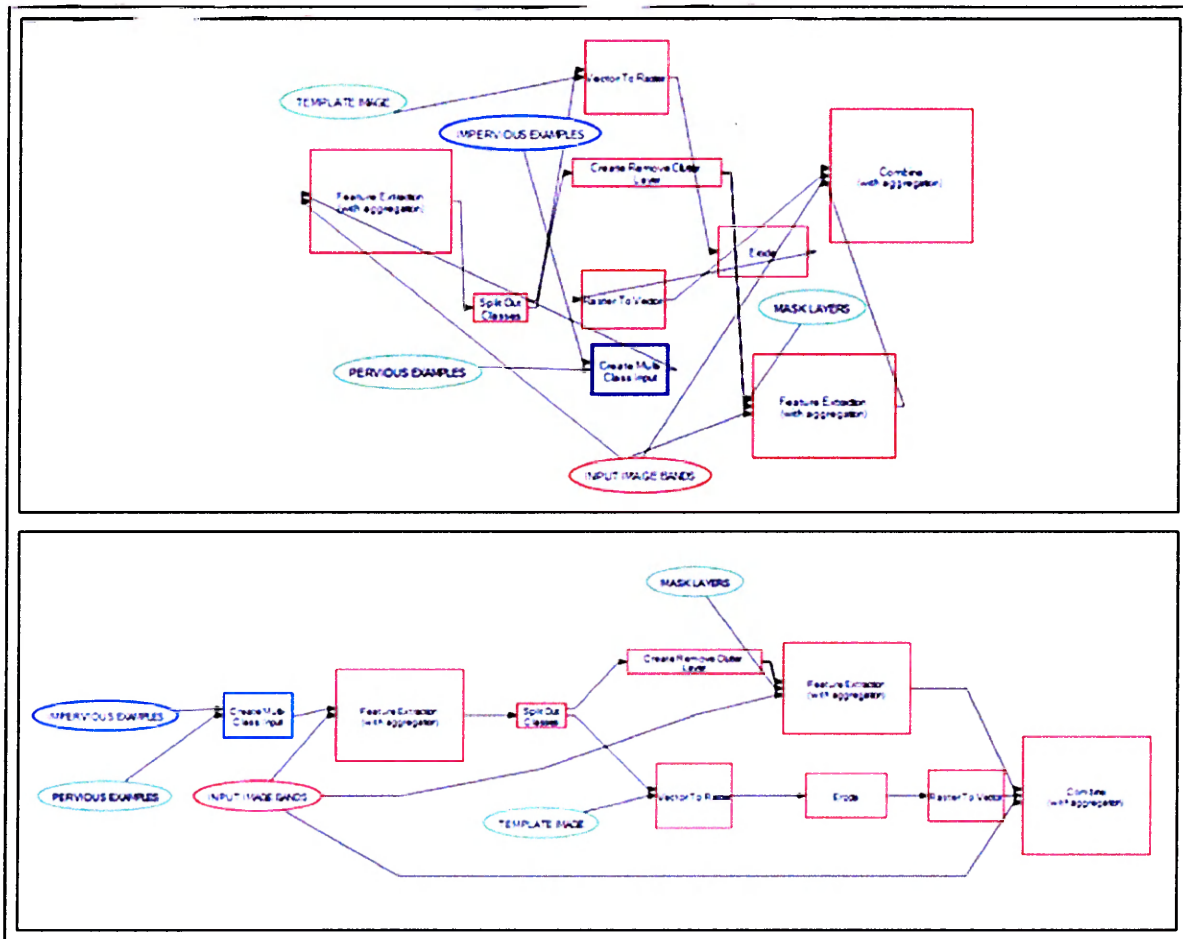 Vector To Raster
TEMPLATE IMAGE
IMPERVIOUS EXAMPLES
Create Remove Clutter
Layer
Combine
(with aggregation)
Feature Extraction
(with aggregation)
Erode
Split Out
Classes
Raster To Vector
MASK LAYERS
PERVIOUS EXAMPLES
Create Multi
Class Input
Feature Extraction
(with aggregation)
INPUT IMAGE BANDS
MASK LAYERS
Create Remove Clutter
Layer
Feature Extraction
(with aggregation)
IMPERVIOUS EXAMPLES
Create Multi
Class Input
Feature Extraction
(with aggregation)
Split Out
Classes
PERVIOUS EXAMPLES
INPUT IMAGE BANDS
Vector To Raster
Erode
Raster To Vector
Combine
(with aggregation)
TEMPLATE IMAGE